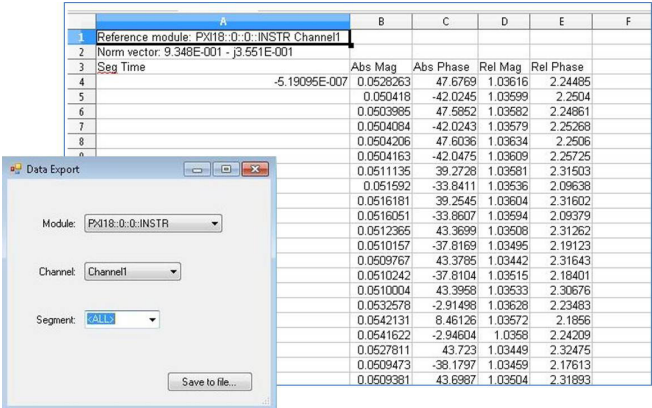 A B C D E F
1 Reference module: PXI18::0::0::INSTR Channel1
2 Norm vector: 9.348E-001 - j3.551E-001
3 Seg Time Abs Mag Abs Phase Rel Mag Rel Phase
4 -5.19095E-007 0.0528263 47.6769 1.03616 2.24485
5 0.050418 -42.0245 1.03599 2.2504
6 0.0503985 47.5852 1.03582 2.24861
7 0.0504084 -42.0243 1.03579 2.25268
8 0.0504206 47.6036 1.03634 2.2506
0.0504163 -42.0475 1.03609 2.25725
0.0511135 39.2728 1.03581 2.31503
0.051592 -33.8411 1.03536 2.09638
0.0516181 39.2545 1.03604 2.31602
0.0516051 -33.8607 1.03594 2.09379
0.0512365 43.3699 1.03508 2.31262
0.0510157 -37.8169 1.03495 2.19123
0.0509767 43.3785 1.03442 2.31643
0.0510242 -37.8104 1.03515 2.18401
0.0510004 43.3958 1.03533 2.30676
0.0532578 -2.91498 1.03628 2.23483
0.0542131 8.46126 1.03572 2.1856
0.0541622 -2.94604 1.0358 2.24209
0.0527811 43.723 1.03449 2.32475
0.0509473 -38.1797 1.03459 2.17613
0.0509381 43.6987 1.03504 2.31893
Data Export
Module: PXI18::0::0::INSTR
Channel: Channel1
Segment: <ALL>
Save to file...